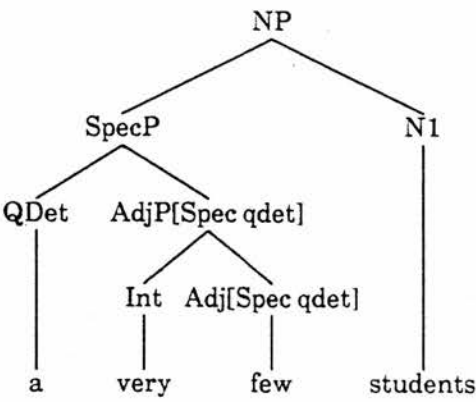 NP
SpecP N1
QDet AdjP[Spec qdet]
Int Adj[Spec qdet]
a very few students